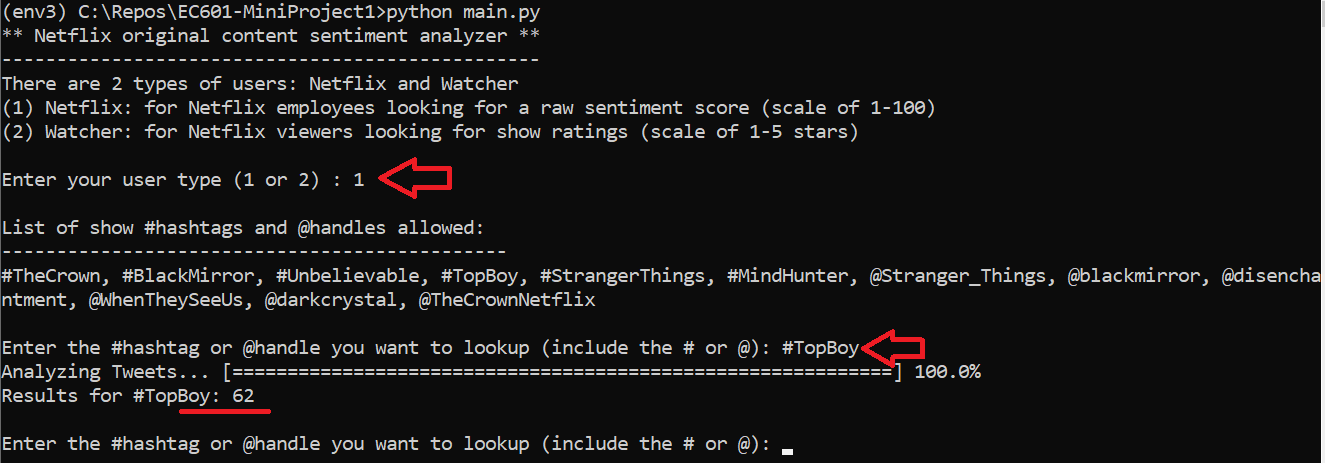 (env3) C:\Repos\EC601-MiniProject1>python main.py
** Netflix original content sentiment analyzer **
-------------------------------------------------
There are 2 types of users: Netflix and Watcher
(1) Netflix: for Netflix employees looking for a raw sentiment score (scale of 1-100)
(2) Watcher: for Netflix viewers looking for show ratings (scale of 1-5 stars)
Enter your user type (1 or 2) : 1
List of show #hashtags and @handles allowed:
-----------------------------------------------
#TheCrown, #BlackMirror, #Unbelievable, #TopBoy, #StrangerThings, #MindHunter, @Stranger_Things, @blackmirror, @disencha
ntment, @WhenTheySeeUs, @darkcrystal, @TheCrownNetflix
Enter the #hashtag or @handle you want to lookup (include the # or @): #TopBoy
Analyzing Tweets... [============================================================] 100.0%
Results for #TopBoy: 62
Enter the #hashtag or @handle you want to lookup (include the # or @):